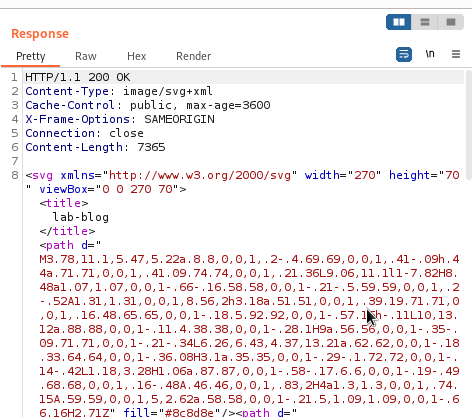 Response
Pretty Raw Hex Render
\n
1 HTTP/1.1 200 OK
2 Content-Type: image/svg+xml
3 Cache-Control: public, max-age=3600
4 X-Frame-Options: SAMEORIGIN
5 Connection: close
6 Content-Length: 7365
7
8 <svg xmlns="http://www.w3.org/2000/svg" width="270" height="70
" viewBox="0 0 270 70">
<title>
lab-blog
</title>
<path d="
M3.78,11.1,5.47,5.22a.8.8,0,0,1,.2-.4.69.69,0,0,1,.41-.09h.4
4a.71.71,0,0,1,.41.09.74.74,0,0,1,.21.36L9.06,11.1l1-7.82H8.
48a1.07,1.07,0,0,1-.66-.16.58.58,0,0,1-.21-.5.59.59,0,0,1,.2
-.52A1.31,1.31,0,0,1,8.56,2h3.18a.51.51,0,0,1,.39.19.71.71,0
,0,1,.16.48.65.65,0,0,1-.18.5.92.92,0,0,1-.57.11L10,13.
12a.88.88,0,0,1-.11.4.38.38,0,0,1-.28.1H9a.56.56,0,0,1-.35-.
09.71.71,0,0,1-.21-.34L6.26,6.43,4.37,13.21a.62.62,0,0,1-.18
.33.64.64,0,0,1-.36.08H3.1a.35.35,0,0,1-.29-.1.72.72,0,0,1-.
14-.42L1.18,3.28H1.06a.87.87,0,0,1-.58-.17.6.6,0,0,1-.19-.49
.68.68,0,0,1,.16-.48A.46.46,0,0,1,.83,2H4a1.3,1.3,0,0,1,.74.
15A.59.59,0,0,1,5,2.62a.58.58,0,0,1-.21.5,1.09,1.09,0,0,1-.6
6.16H2.71Z" fill="#8c8d8e"/><path d="